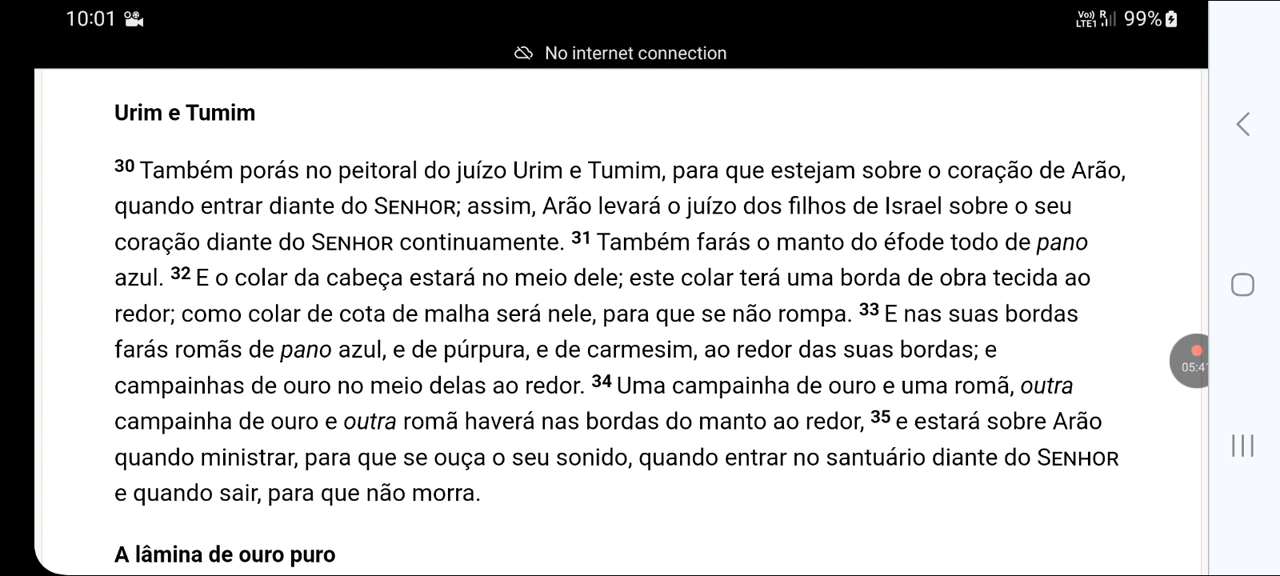 10:01
Vo)) R
LTE1 99%
No internet connection
Urim e Tumim
30 Também porás no peitoral do juízo Urim e Tumim, para que estejam sobre o coração de Arão,
quando entrar diante do SENHOR; assim, Arão levará o juízo dos filhos de Israel sobre o seu
coração diante do SENHOR continuamente. 31 Também farás o manto do éfode todo de pano
azul. 32 E o colar da cabeça estará no meio dele; este colar terá uma borda de obra tecida ao
redor; como colar de cota de malha será nele, para que se não rompa. 33 E nas suas bordas
farás romãs de pano azul, e de púrpura, e de carmesim, ao redor das suas bordas; e
campainhas de ouro no meio delas ao redor. 34 Uma campainha de ouro e uma romã, outra
campainha de ouro e outra romã haverá nas bordas do manto ao redor, 35 e estará sobre Arão
quando ministrar, para que se ouça o seu sonido, quando entrar no santuário diante do SENHOR
e quando sair, para que não morra.
A lâmina de ouro puro